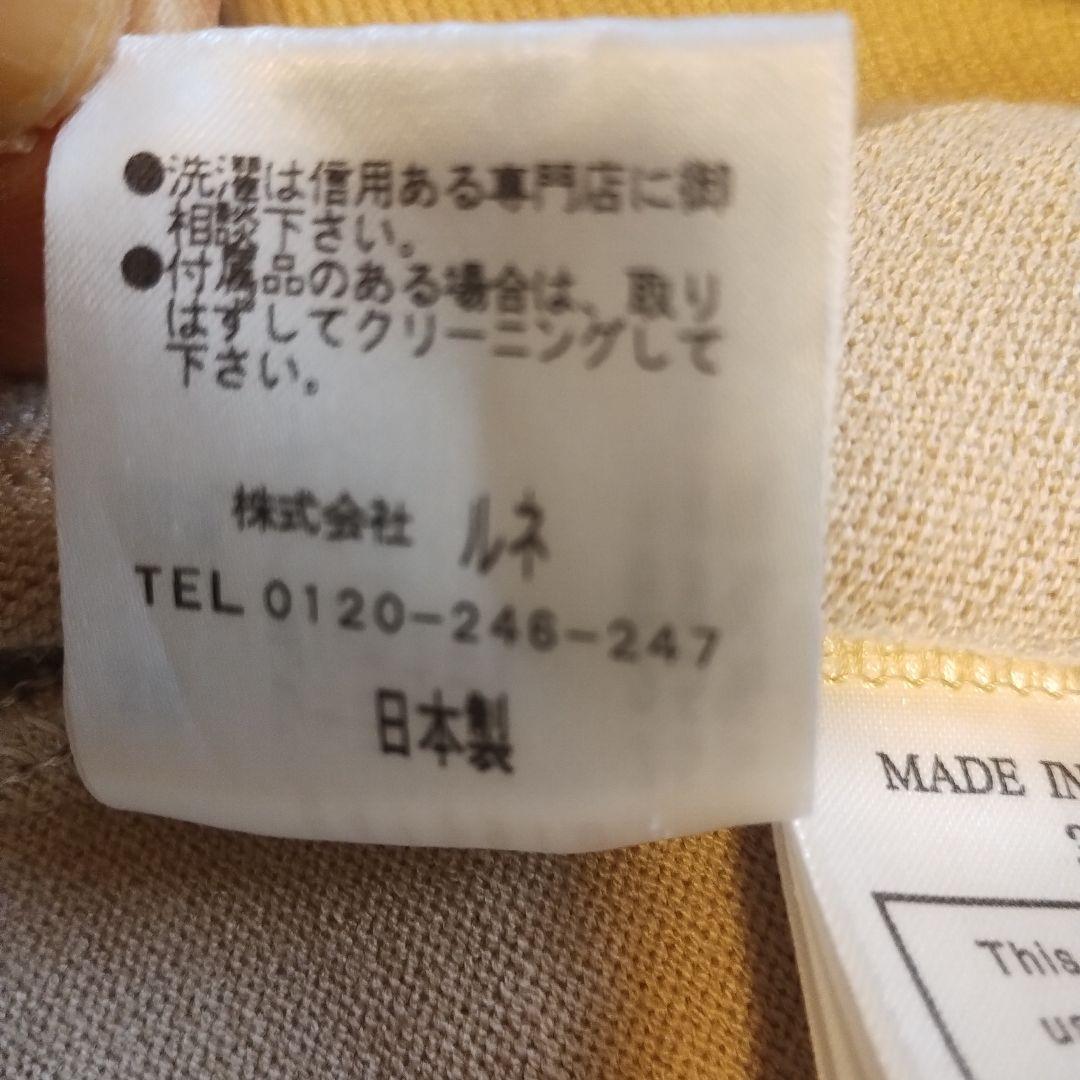 ●洗濯は信用ある専門店に御
相談下さい。
●付属品のある場合は、取り
はずしてクリーニングして
下さい。
株式会社 ルネ
TEL 0120-246-247
日本製
MADE IN
This